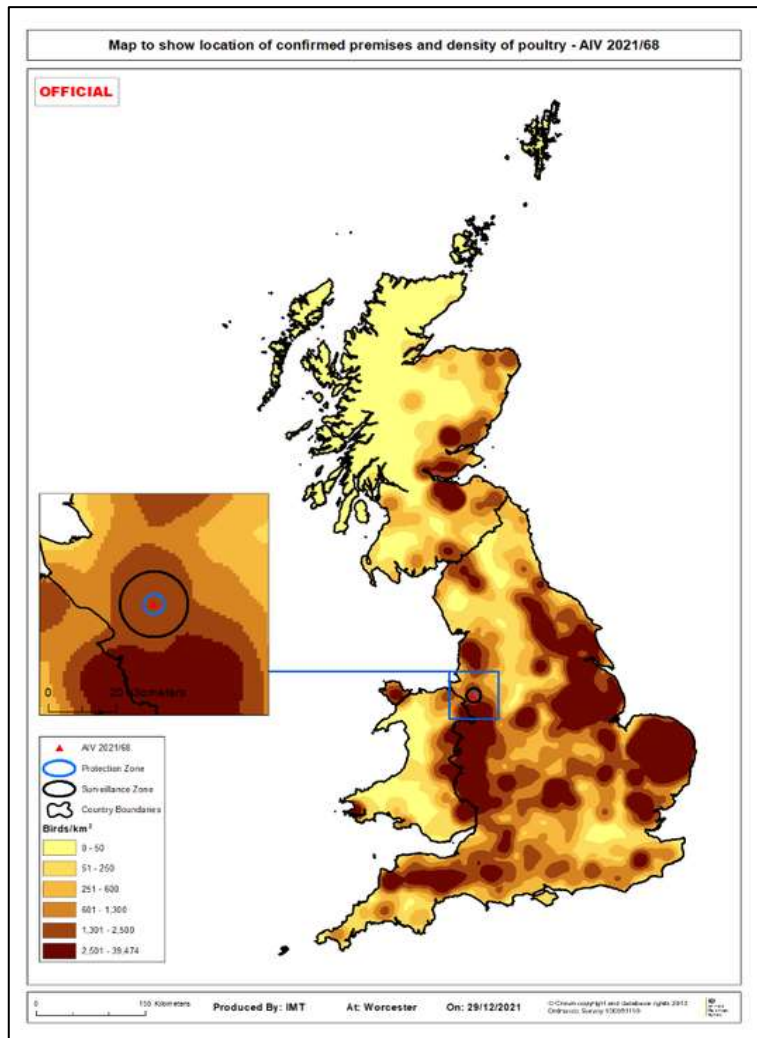 Map to show location of confirmed premises and density of poultry - AIV 2021/68
OFFICIAL
0 20 Kilometers
AIV 2021/68
Protection Zone
Surveillance Zone
Country Boundaries
Birds/km²
0 - 50
51 - 250
251 - 600
601 - 1,300
1,301 - 2,500
2,501 - 39,474
0 150 Kilometers
Produced By: IMT At: Worcester On: 29/12/2021
© Crown copyright and database rights
Ordnance Survey